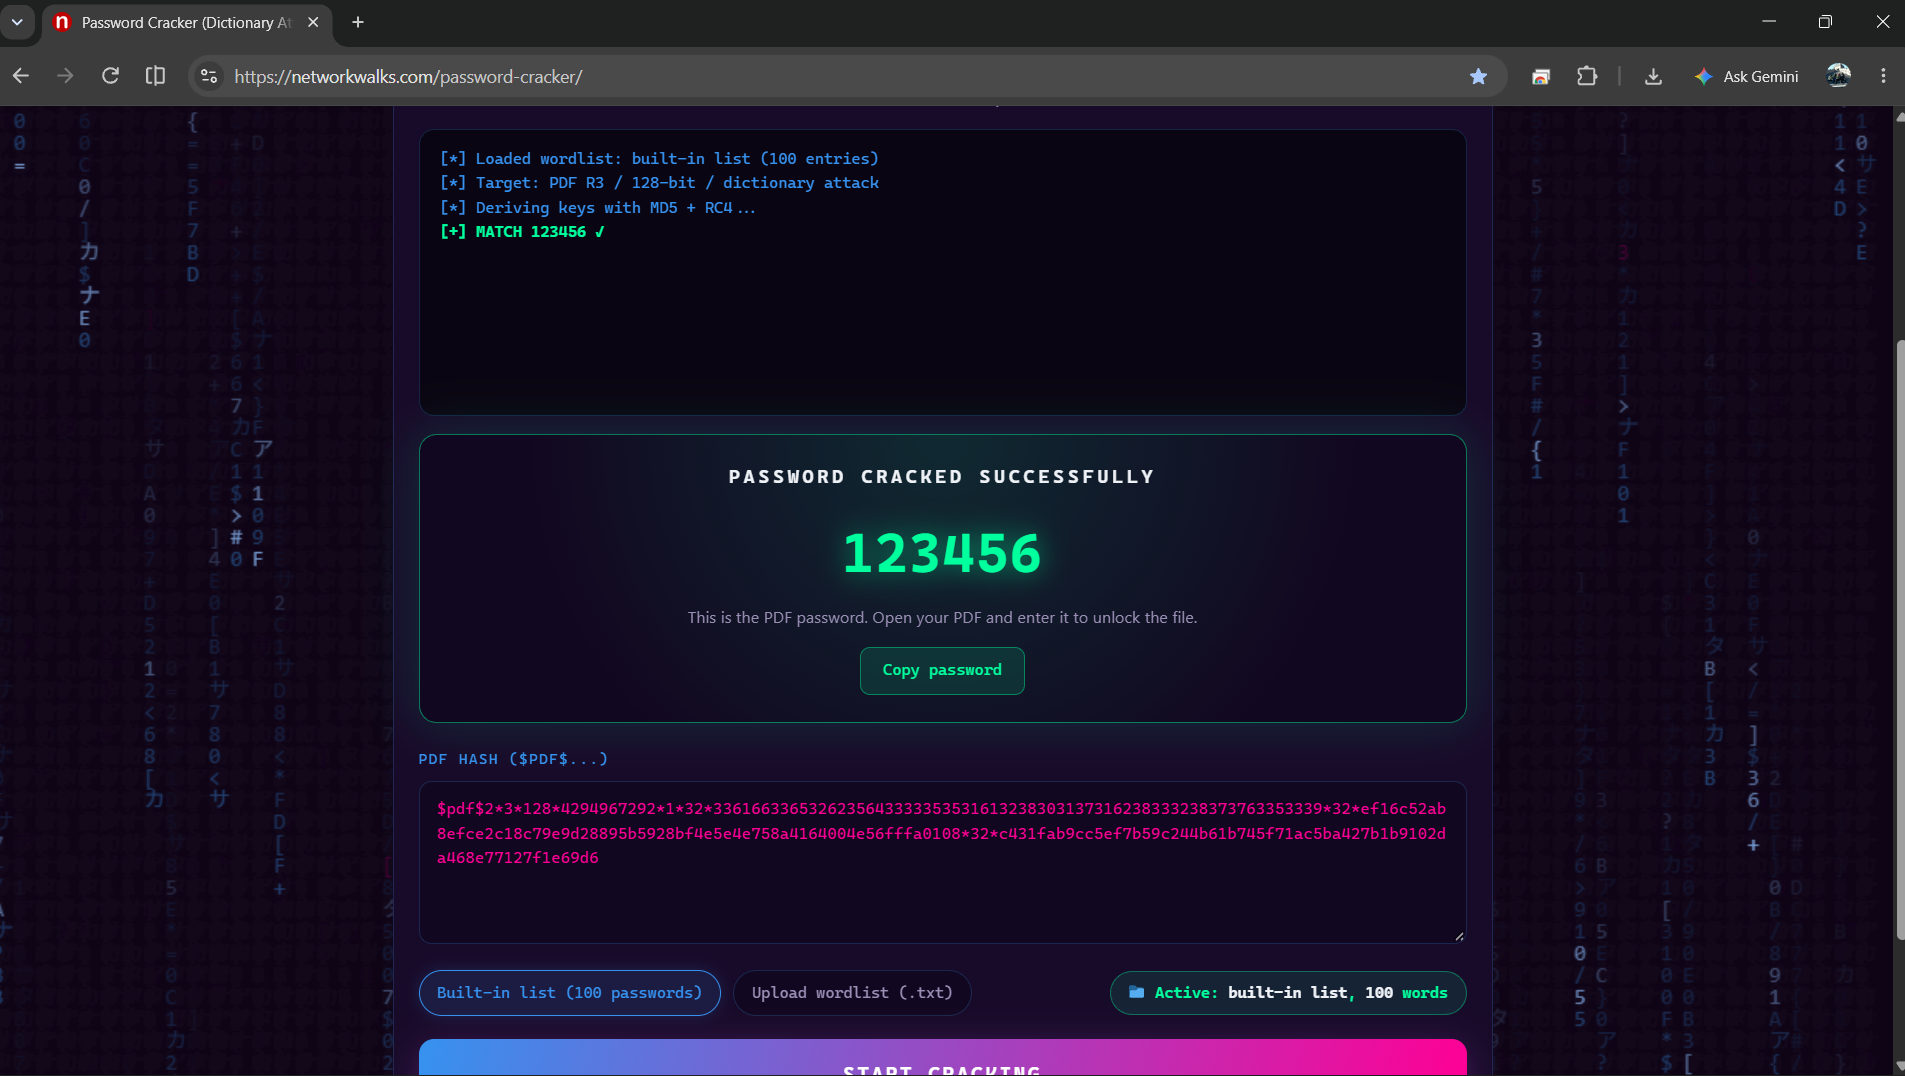 Password Cracker (Dictionary At
https://networkwalks.com/password-cracker/
Ask Gemini
[*] Loaded wordlist: built-in list (100 entries)
[*] Target: PDF R3 / 128-bit / dictionary attack
[*] Deriving keys with MD5 + RC4...
[+] MATCH 123456 ✓
PASSWORD CRACKED SUCCESSFULLY
123456
This is the PDF password. Open your PDF and enter it to unlock the file.
Copy password
PDF HASH ($PDF$...)
$pdf$2*3*128*4294967292*1*32*3361663365326235643333353531613238303137316238333238373763353339*32*ef16c52ab
8efce2c18c79e9d28895b5928bf4e5e4e758a4164004e56fffa0108*32*c431fab9cc5ef7b59c244b61b745f71ac5ba427b1b9102d
a468e77127f1e69d6
Built-in list (100 passwords)
Upload wordlist (.txt)
Active: built-in list, 100 words
START CRACKING